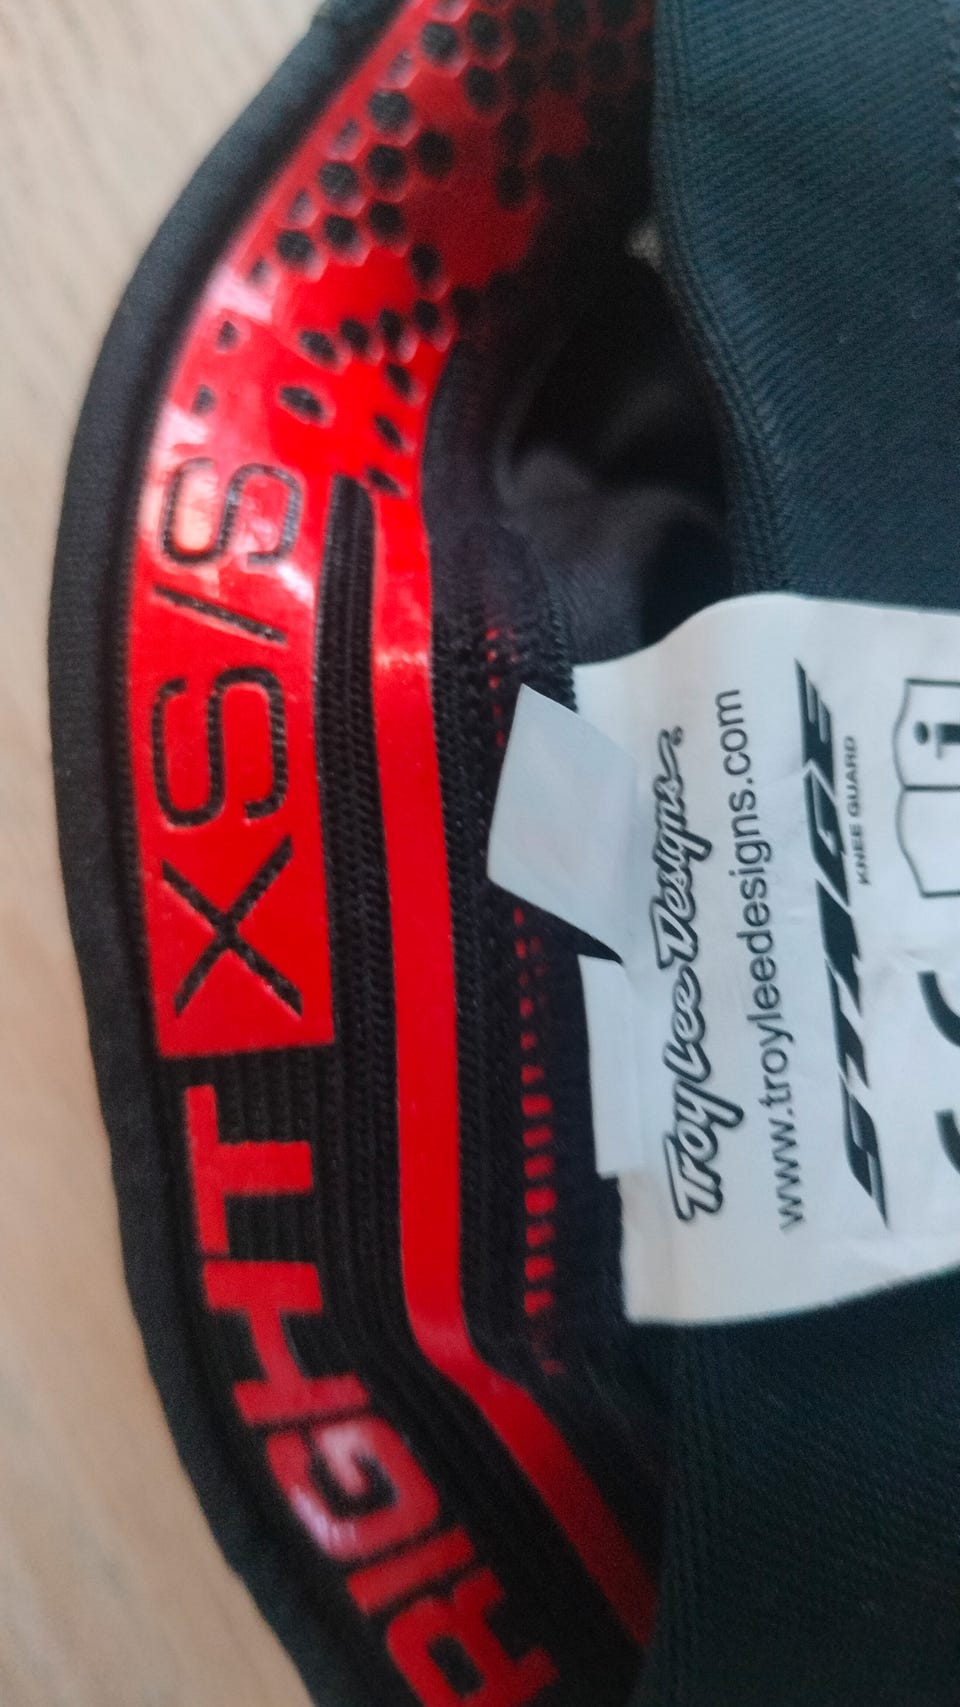 RIGHT XS/S
Troy Lee Designs
www.troyleedesigns.com
STAGE
KNEE GUARD
i